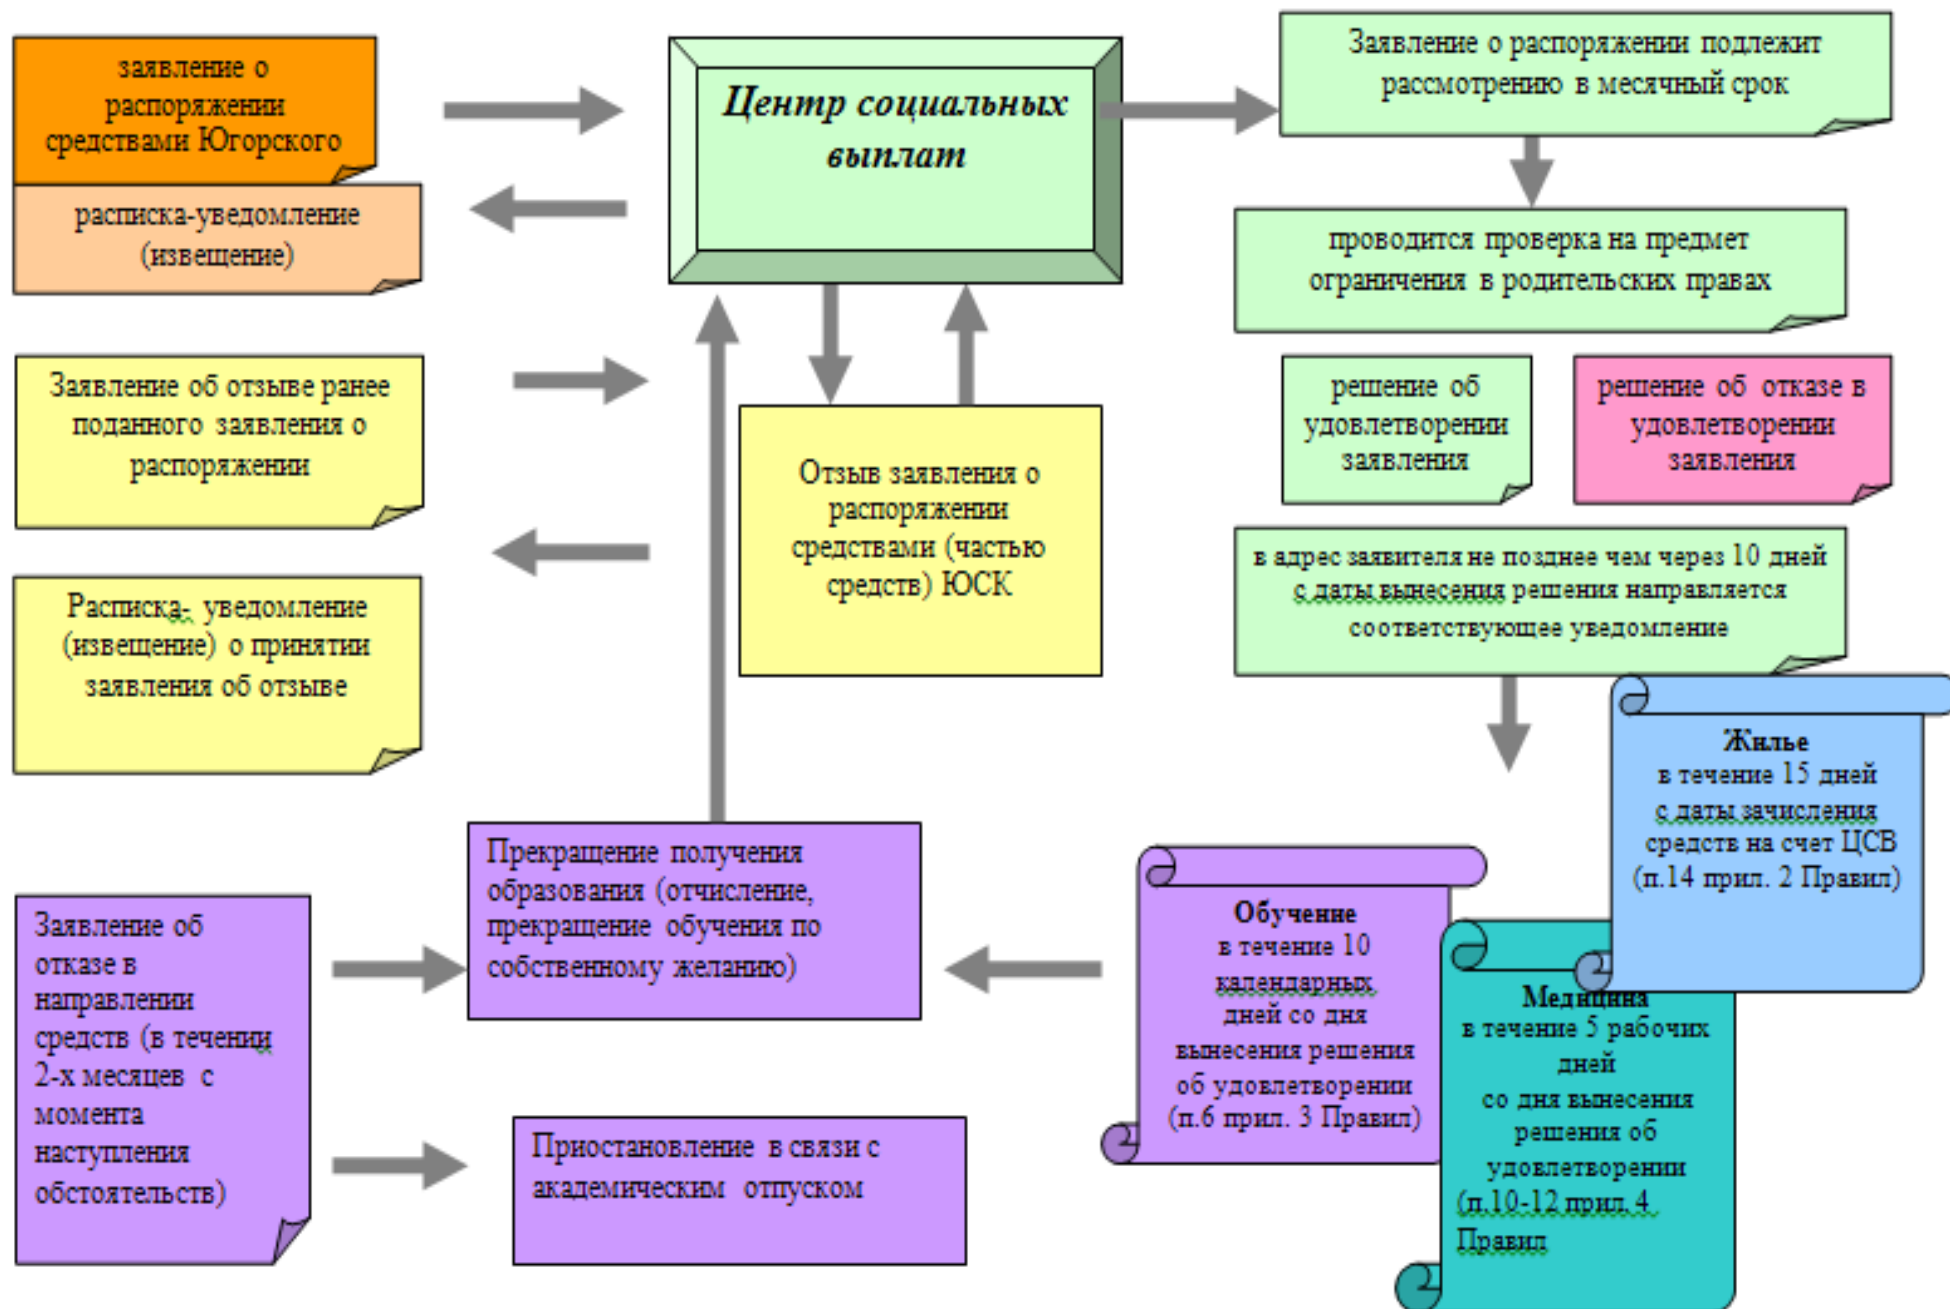 заявление о
распоряжении
средствами Югорского
расписка-уведомление
(извещение)
Заявление об отзыве ранее
поданного заявления о
распоряжении
Расписка- уведомление
(извещение) о принятии
заявления об отзыве
Заявление об
отказе в
направлении
средств (в течении
2-х месяцев с
момента
наступления
обстоятельств)
Центр социальных
выплат
Отзыв заявления о
распоряжении
средствами (частью
средств) ЮСК
Прекращение получения
образования (отчисление,
прекращение обучения по
собственному желанию)
Приостановление в связи с
академическим отпуском
Заявление о распоряжении подлежит
рассмотрению в месячный срок
проводится проверка на предмет
ограничения в родительских правах
решение об
удовлетворении
заявления
решение об отказе в
удовлетворении
заявления
в адрес заявителя не позднее чем через 10 дней
с даты вынесения решения направляется
соответствующее уведомление
Жилье
в течение 15 дней
с даты зачисления
средств на счет ЦСВ
(п.14 прил. 2 Правил)
Обучение
в течение 10
календарных
дней со дня
вынесения решения
об удовлетворении
(п.6 прил. 3 Правил)
Медицина
в течение 5 рабочих
дней
со дня вынесения
решения об
удовлетворении
(п.10-12 прил. 4
Правил